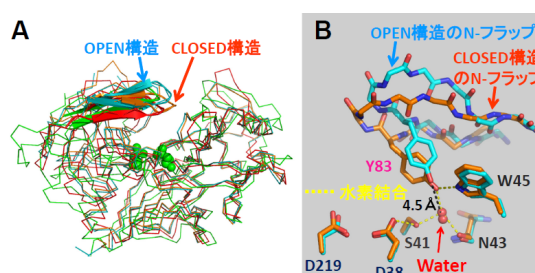 A
OPEN構造
CLOSED構造
B
OPEN構造のN-フラップ
CLOSED構造
のN-フラップ
Y83
W45
水素結合
4.5 Å
S41
N43
D219
D38
Water